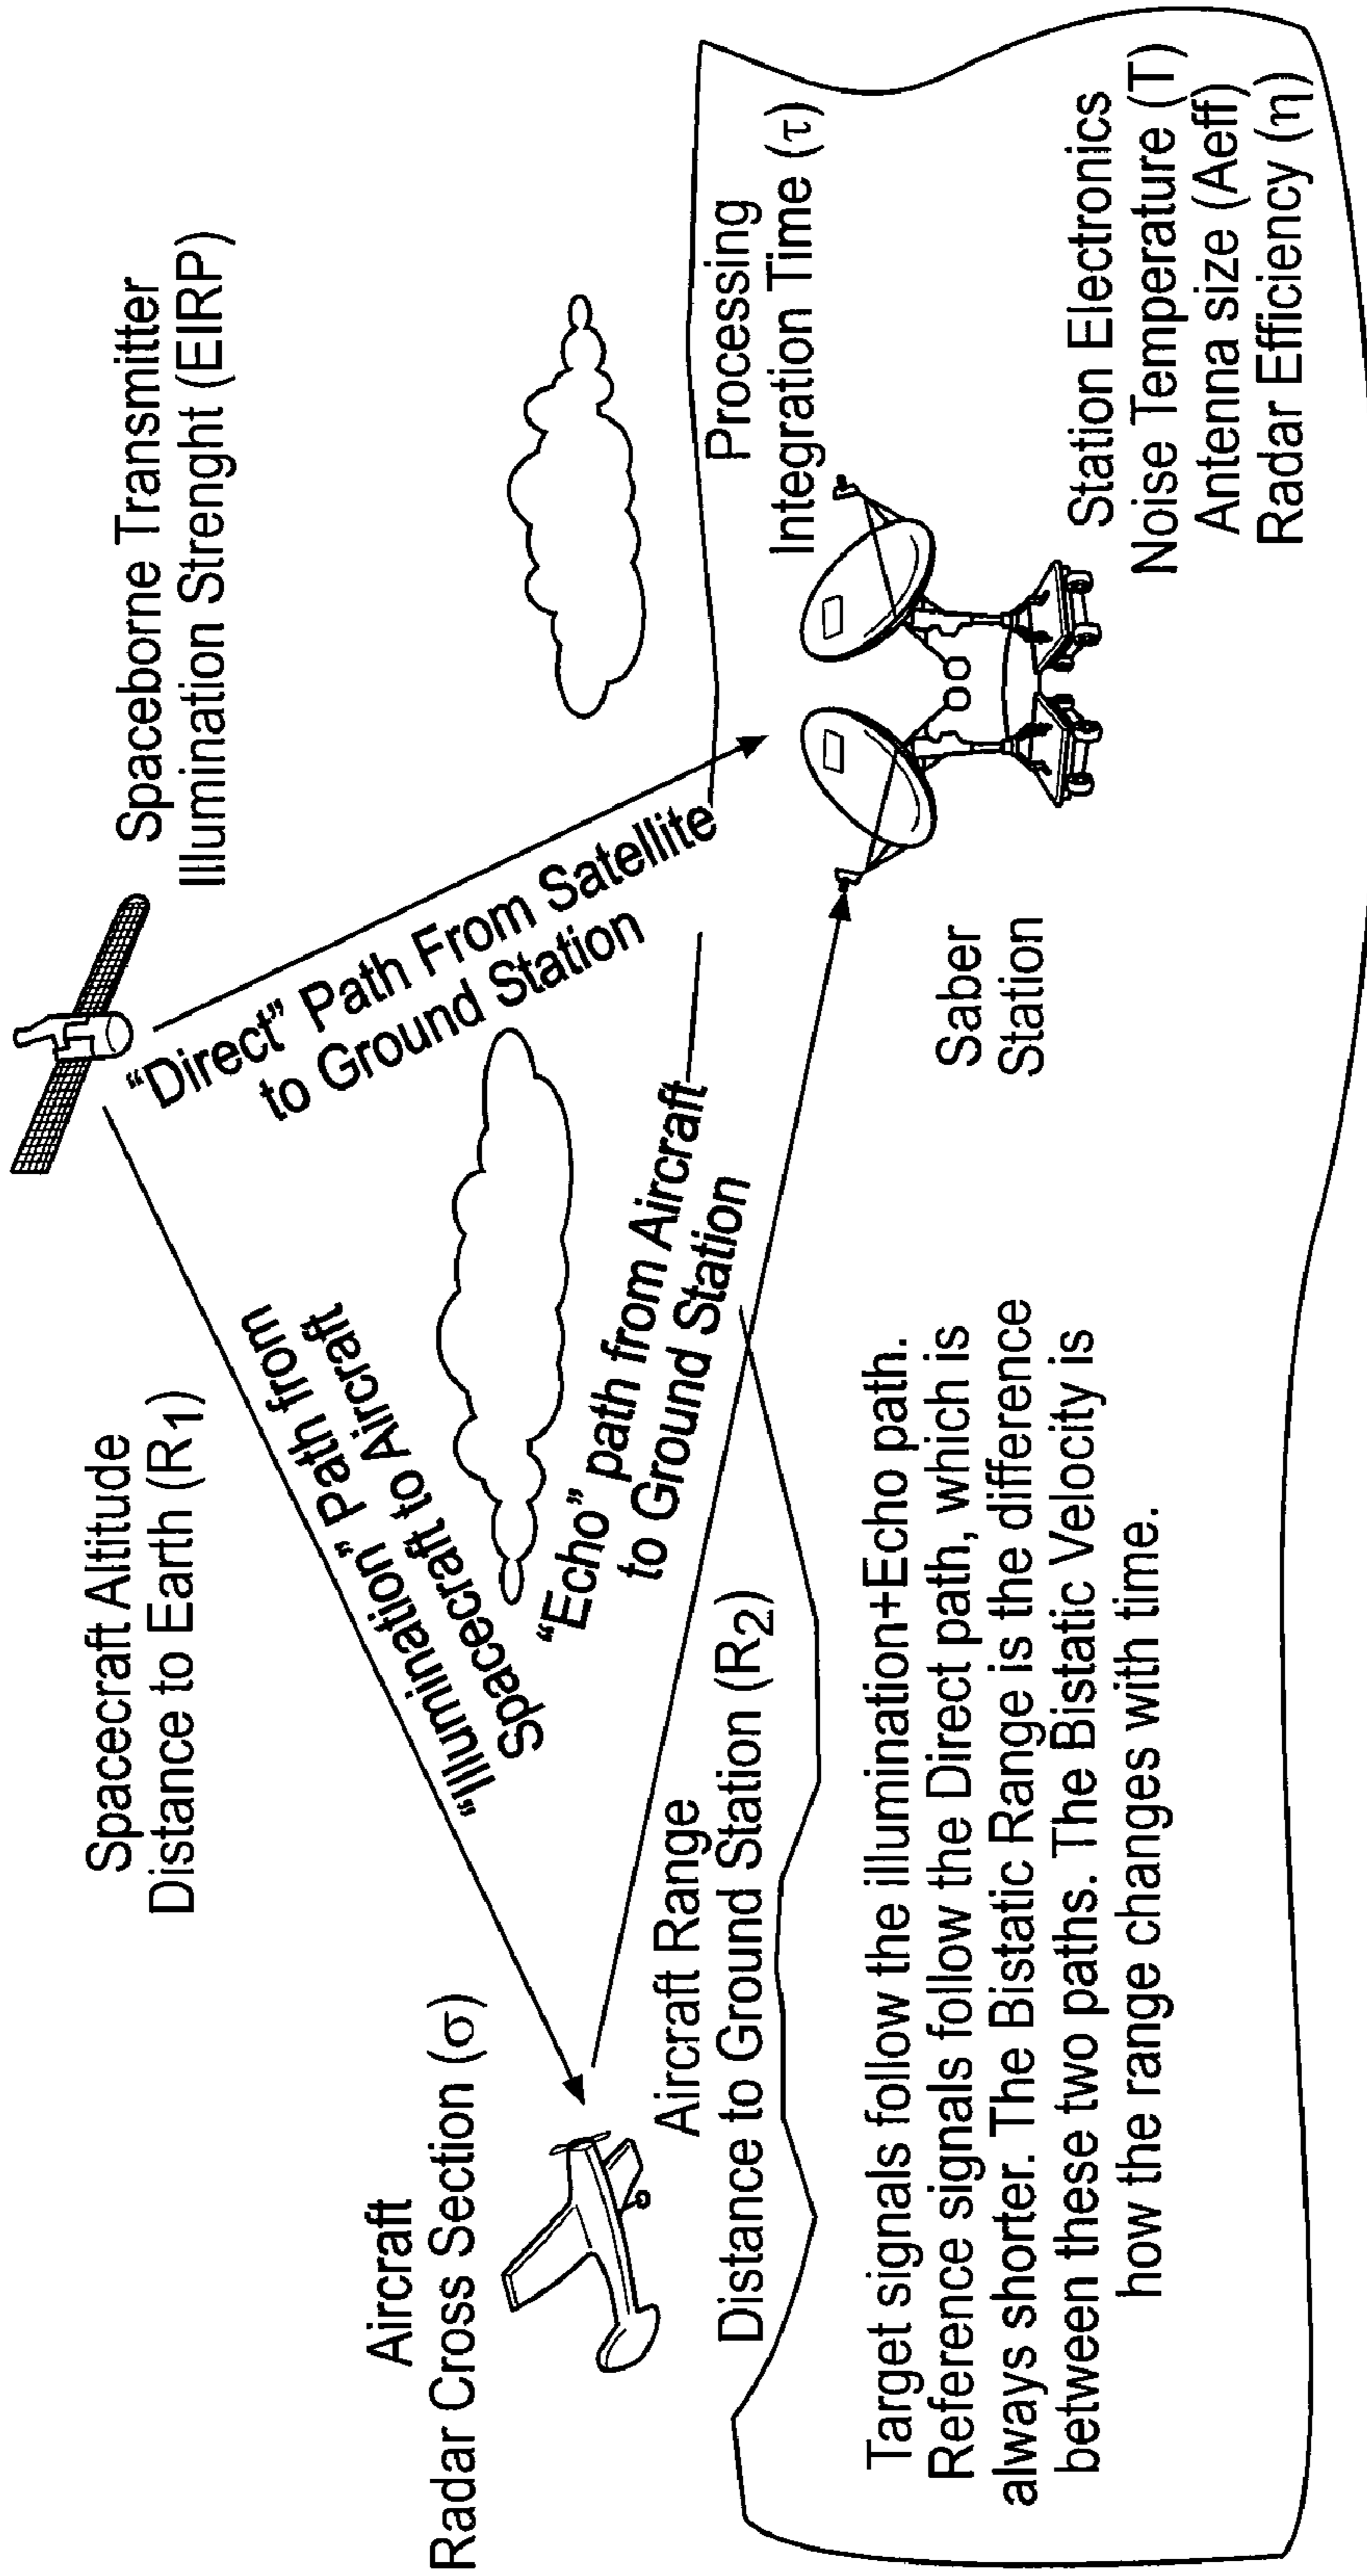 Spacecraft Altitude
Distance to Earth (R1)
Spaceborne Transmitter
Illumination Strenght (EIRP)
Aircraft
Radar Cross Section (σ)
“Illumination” Path from
Spacecraft to Aircraft
“Direct” Path From Satellite
to Ground Station
“Echo” path from Aircraft
to Ground Station
Aircraft Range
Distance to Ground Station (R2)
Processing
Integration Time (τ)
Saber
Station
Station Electronics
Noise Temperature (T)
Antenna size (Aeff)
Radar Efficiency (η)
Target signals follow the illumination+Echo path.
Reference signals follow the Direct path, which is
always shorter. The Bistatic Range is the difference
between these two paths. The Bistatic Velocity is
how the range changes with time.